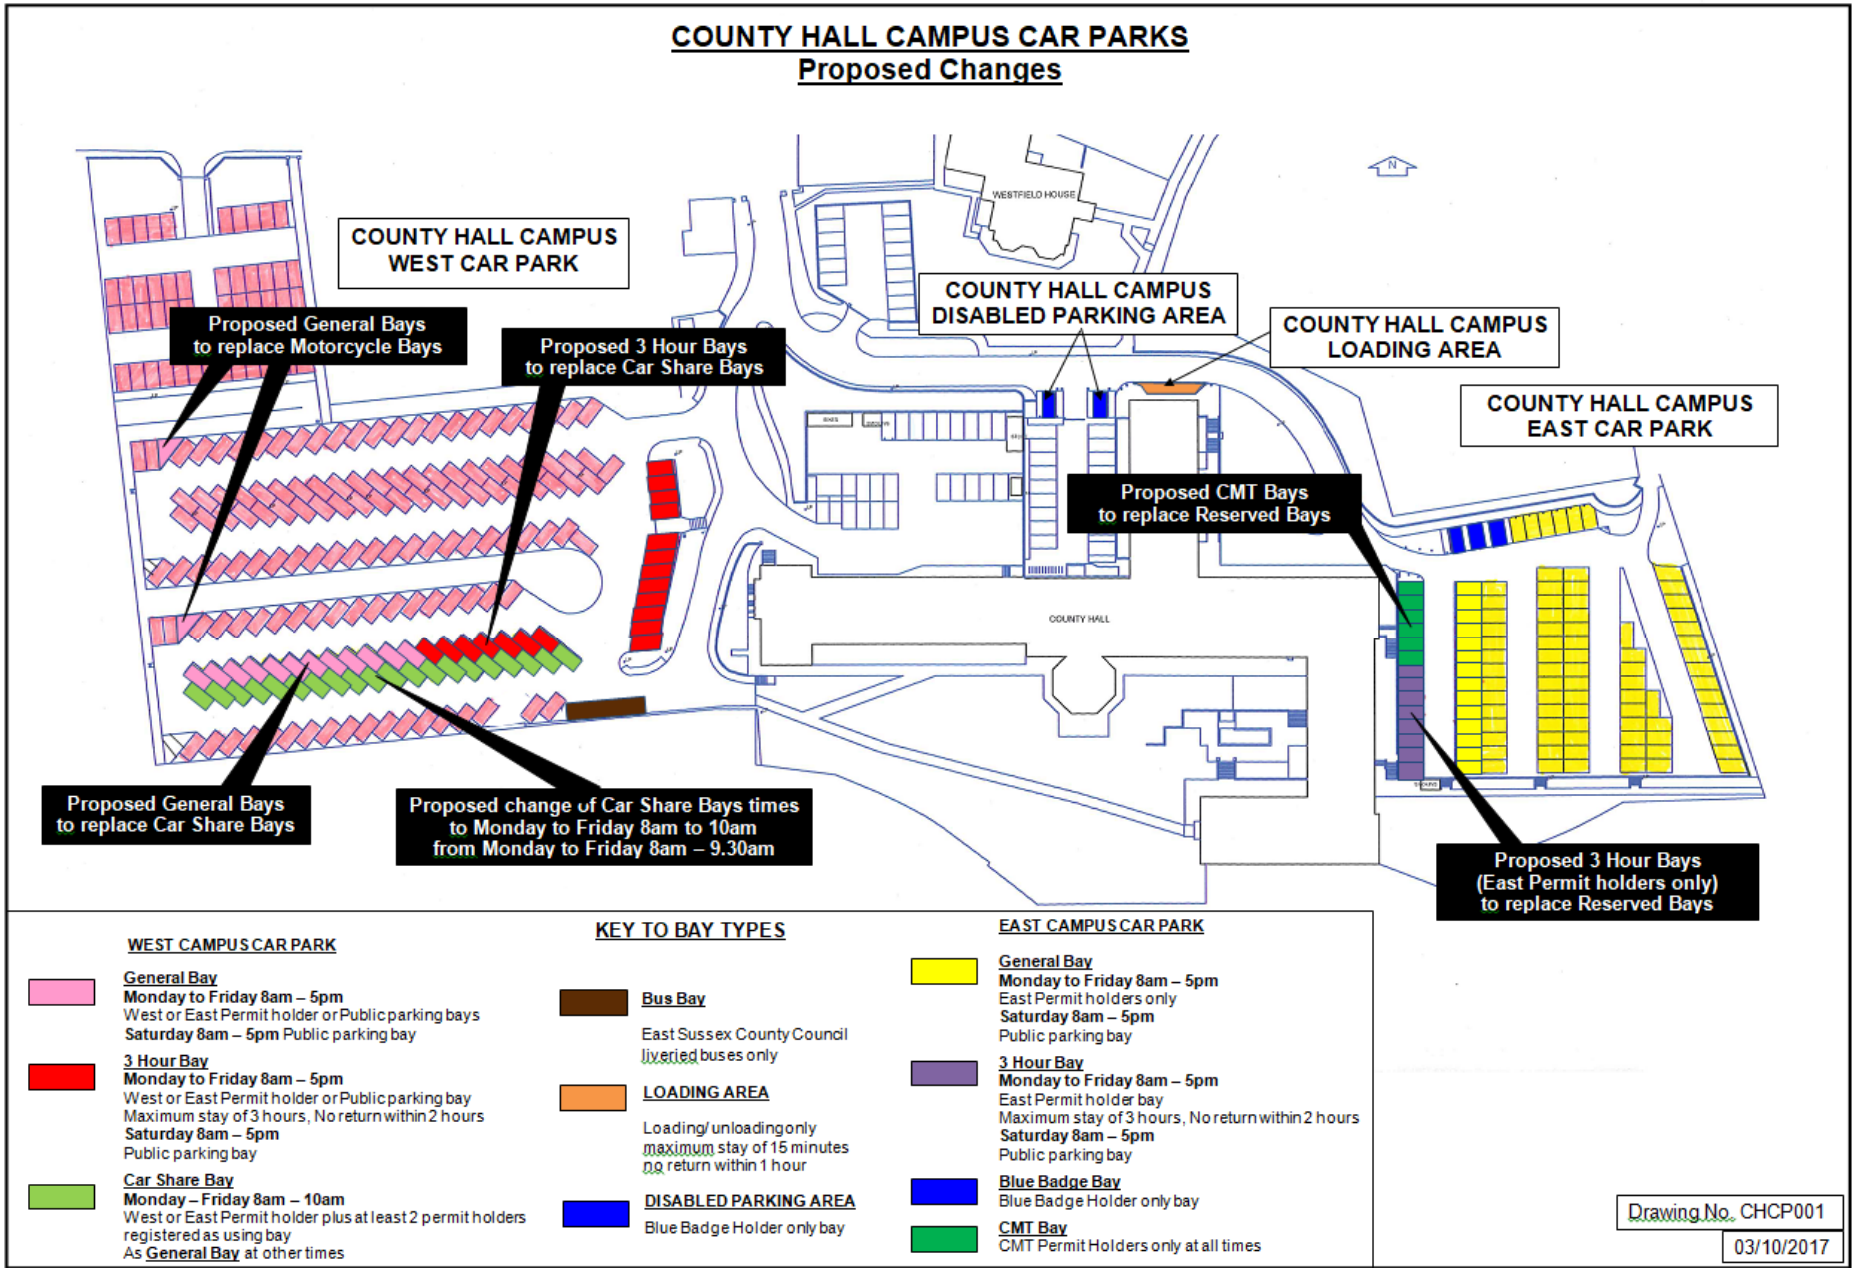 COUNTY HALL CAMPUS CAR PARKS
Proposed Changes
N
WESTFIELD HOUSE
COUNTY HALL CAMPUS
WEST CAR PARK
COUNTY HALL CAMPUS
DISABLED PARKING AREA
COUNTY HALL CAMPUS
LOADING AREA
COUNTY HALL CAMPUS
EAST CAR PARK
Proposed General Bays
to replace Motorcycle Bays
Proposed 3 Hour Bays
to replace Car Share Bays
Proposed CMT Bays
to replace Reserved Bays
COUNTY HALL
Proposed General Bays
to replace Car Share Bays
Proposed change of Car Share Bays times
to Monday to Friday 8am to 10am
from Monday to Friday 8am – 9.30am
Proposed 3 Hour Bays
(East Permit holders only)
to replace Reserved Bays
KEY TO BAY TYPES
WEST CAMPUS CAR PARK
General Bay
Monday to Friday 8am – 5pm
West or East Permit holder or Public parking bays
Saturday 8am – 5pm Public parking bay
3 Hour Bay
Monday to Friday 8am – 5pm
West or East Permit holder or Public parking bay
Maximum stay of 3 hours, No return within 2 hours
Saturday 8am – 5pm
Public parking bay
Car Share Bay
Monday – Friday 8am – 10am
West or East Permit holder plus at least 2 permit holders
registered as using bay
As General Bay at other times
Bus Bay
East Sussex County Council
liveried buses only
LOADING AREA
Loading/ unloading only
maximum stay of 15 minutes
no return within 1 hour
DISABLED PARKING AREA
Blue Badge Holder only bay
EAST CAMPUS CAR PARK
General Bay
Monday to Friday 8am – 5pm
East Permit holders only
Saturday 8am – 5pm
Public parking bay
3 Hour Bay
Monday to Friday 8am – 5pm
East Permit holder bay
Maximum stay of 3 hours, No return within 2 hours
Saturday 8am – 5pm
Public parking bay
Blue Badge Bay
Blue Badge Holder only bay
CMT Bay
CMT Permit Holders only at all times
Drawing No. CHCP001
03/10/2017